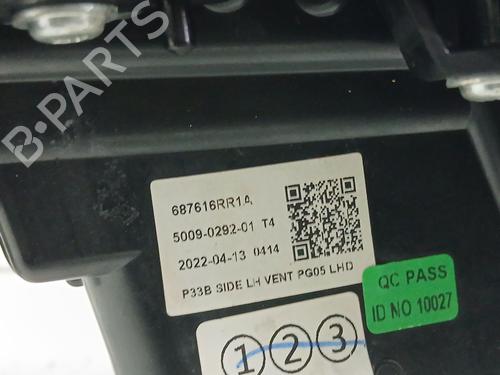 B-PARTS
687616RR1A
5009-0292-01 T4
2022-04-13 0414
P33B SIDE LH VENT PG05 LHD
QC PASS
ID NO 10027
1 2 3